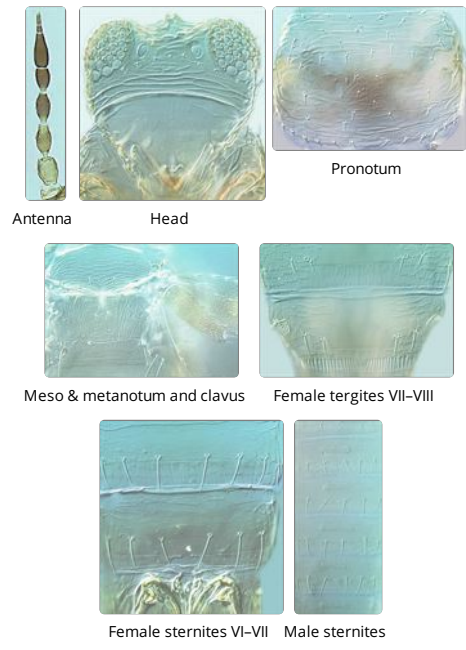 Antenna
Head
Pronotum
Meso & metanotum and clavus
Female tergites VII–VIII
Female sternites VI–VII
Male sternites